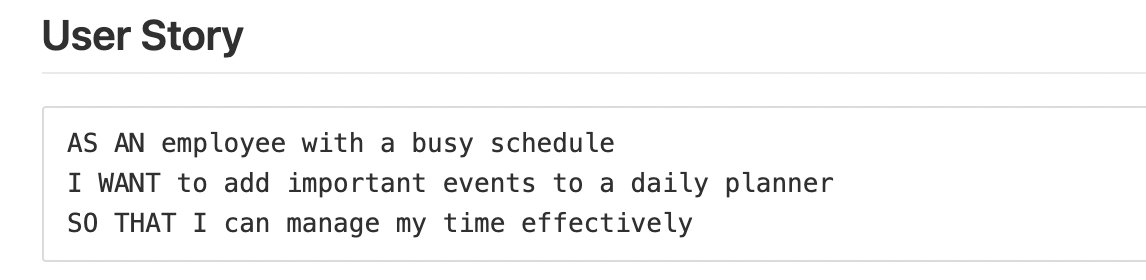 User Story
AS AN employee with a busy schedule
I WANT to add important events to a daily planner
SO THAT I can manage my time effectively